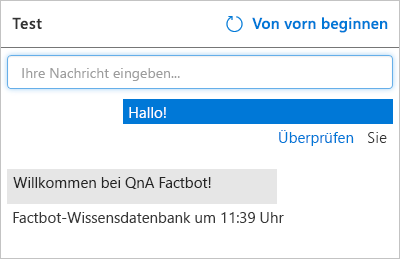 Test
Von vorn beginnen
Ihre Nachricht eingeben...
Hallo!
Überprüfen Sie
Willkommen bei QnA Factbot!
Factbot-Wissensdatenbank um 11:39 Uhr